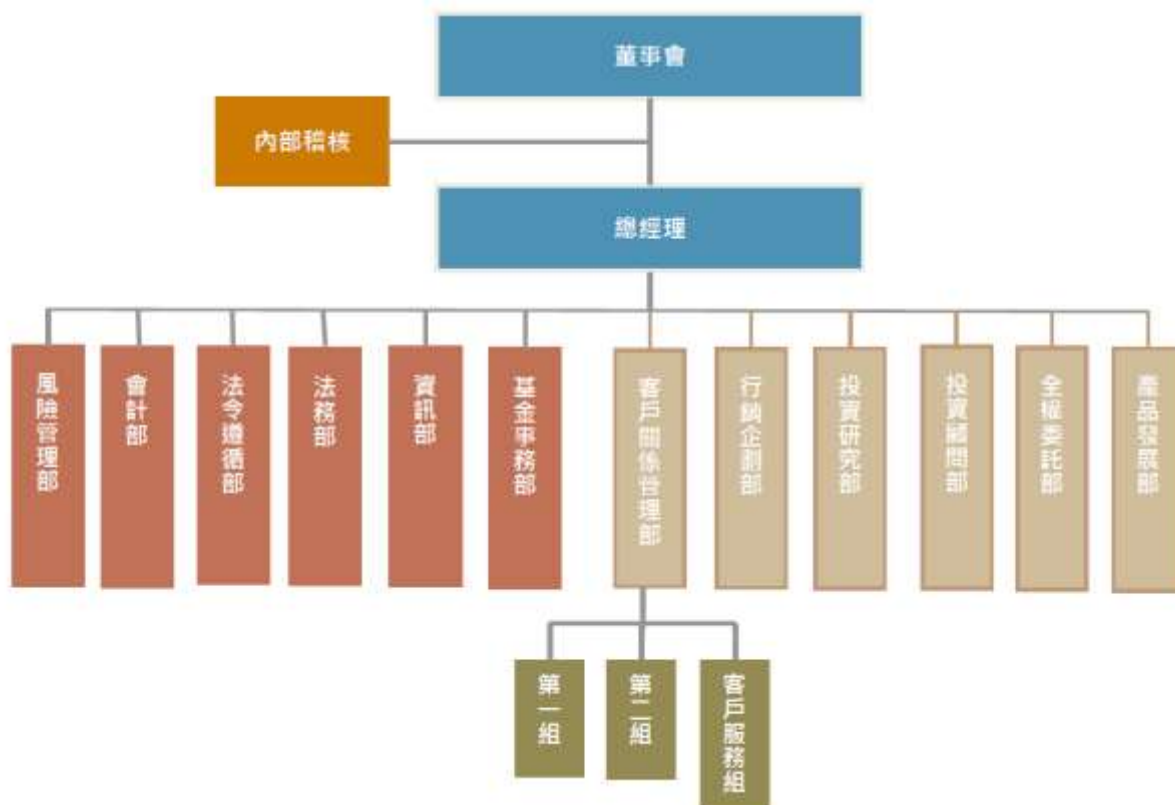 董事會
內部稽核
總經理
風險管理部
會計部
法令遵循部
法務部
資訊部
基金事務部
客戶關係管理部
行銷企劃部
投資研究部
投資顧問部
全權委託部
產品發展部
第一組
第二組
客戶服務組